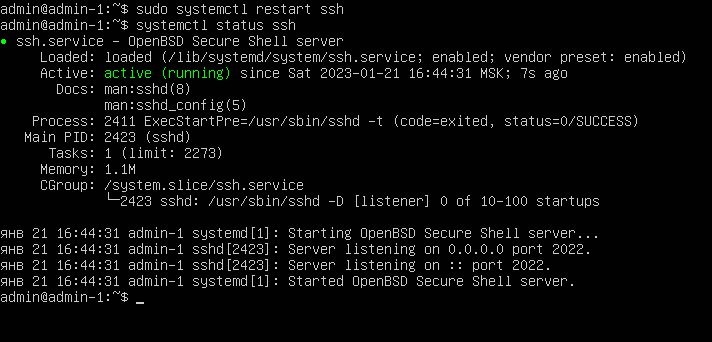 admin@admin-1:~$ sudo systemctl restart ssh
admin@admin-1:~$ systemctl status ssh
● ssh.service - OpenBSD Secure Shell server
     Loaded: loaded (/lib/systemd/system/ssh.service; enabled; vendor preset: enabled)
     Active: active (running) since Sat 2023-01-21 16:44:31 MSK; 7s ago
       Docs: man:sshd(8)
             man:sshd_config(5)
    Process: 2411 ExecStartPre=/usr/sbin/sshd -t (code=exited, status=0/SUCCESS)
   Main PID: 2423 (sshd)
      Tasks: 1 (limit: 2273)
     Memory: 1.1M
     CGroup: /system.slice/ssh.service
             └─2423 sshd: /usr/sbin/sshd -D [listener] 0 of 10-100 startups

янв 21 16:44:31 admin-1 systemd[1]: Starting OpenBSD Secure Shell server...
янв 21 16:44:31 admin-1 sshd[2423]: Server listening on 0.0.0.0 port 2022.
янв 21 16:44:31 admin-1 sshd[2423]: Server listening on :: port 2022.
янв 21 16:44:31 admin-1 systemd[1]: Started OpenBSD Secure Shell server.
admin@admin-1:~$ _